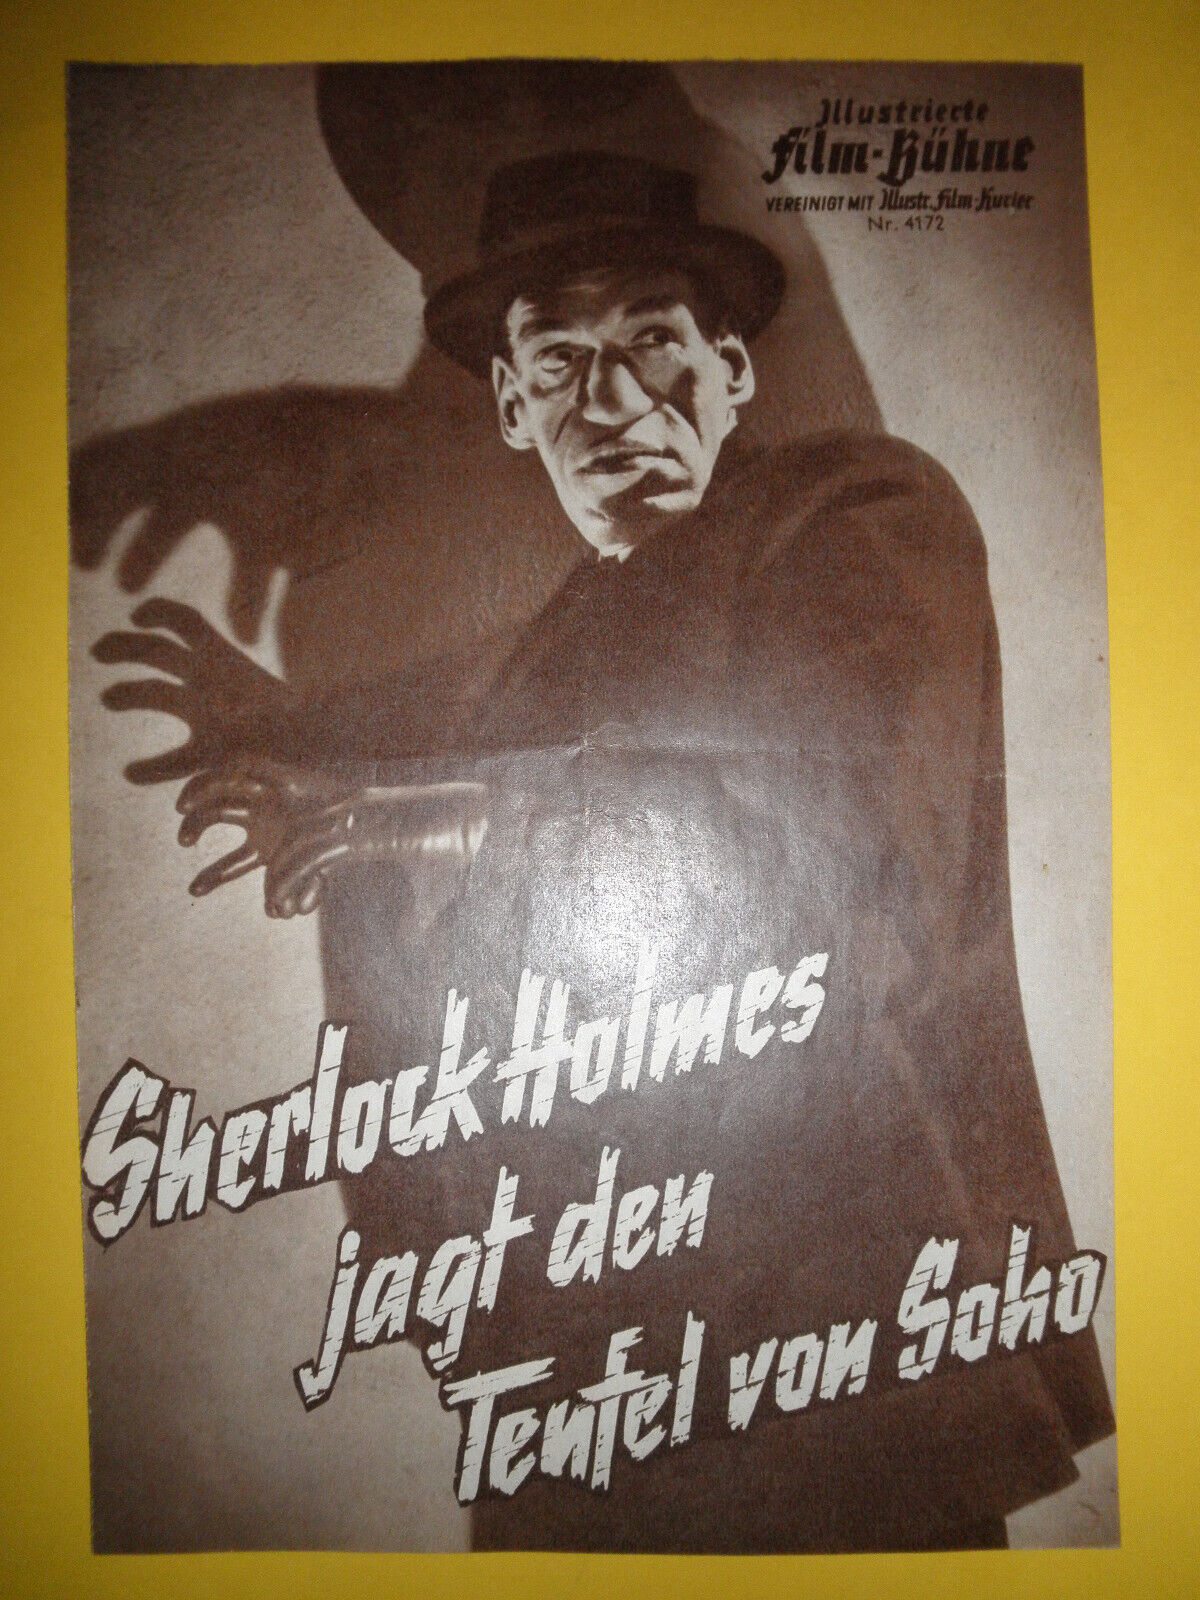 Illustrierte
Film-Bühne
VEREINIGT MIT Illustr. Film-Kurier
Nr. 4172
Sherlock Holmes
jagt den
Teufel von Soho